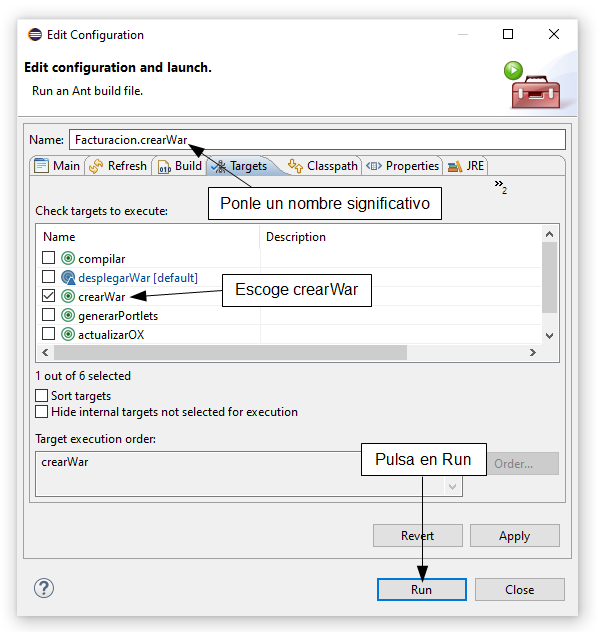 Edit Configuration
Edit configuration and launch.
Run an Ant build file.
Name: Facturacion.crearWar
Main Refresh Build Targets Classpath Properties JRE
»2
Ponle un nombre significativo
Check targets to execute:
Name Description
compilar
desplegarWar [default]
crearWar
Escoge crearWar
generarPortlets
actualizarOX
1 out of 6 selected
Sort targets
Hide internal targets not selected for execution
Target execution order:
crearWar
Pulsa en Run
Order...
Revert Apply
? Run Close